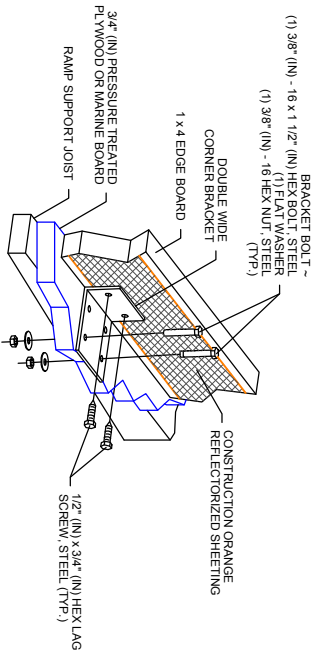 BRACKET BOLT ~
(1) 3/8" (IN) - 16 x 1 1/2" (IN) HEX BOLT, STEEL
(1) FLAT WASHER
(1) 3/8" (IN) - 16 HEX NUT, STEEL
(TYP.)
DOUBLE WIDE
CORNER BRACKET
1 x 4 EDGE BOARD
3/4" (IN) PRESSURE TREATED
PLYWOOD OR MARINE BOARD
RAMP SUPPORT JOIST
CONSTRUCTION ORANGE
REFLECTORIZED SHEETING
1/2" (IN) x 3/4" (IN) HEX LAG
SCREW, STEEL (TYP.)